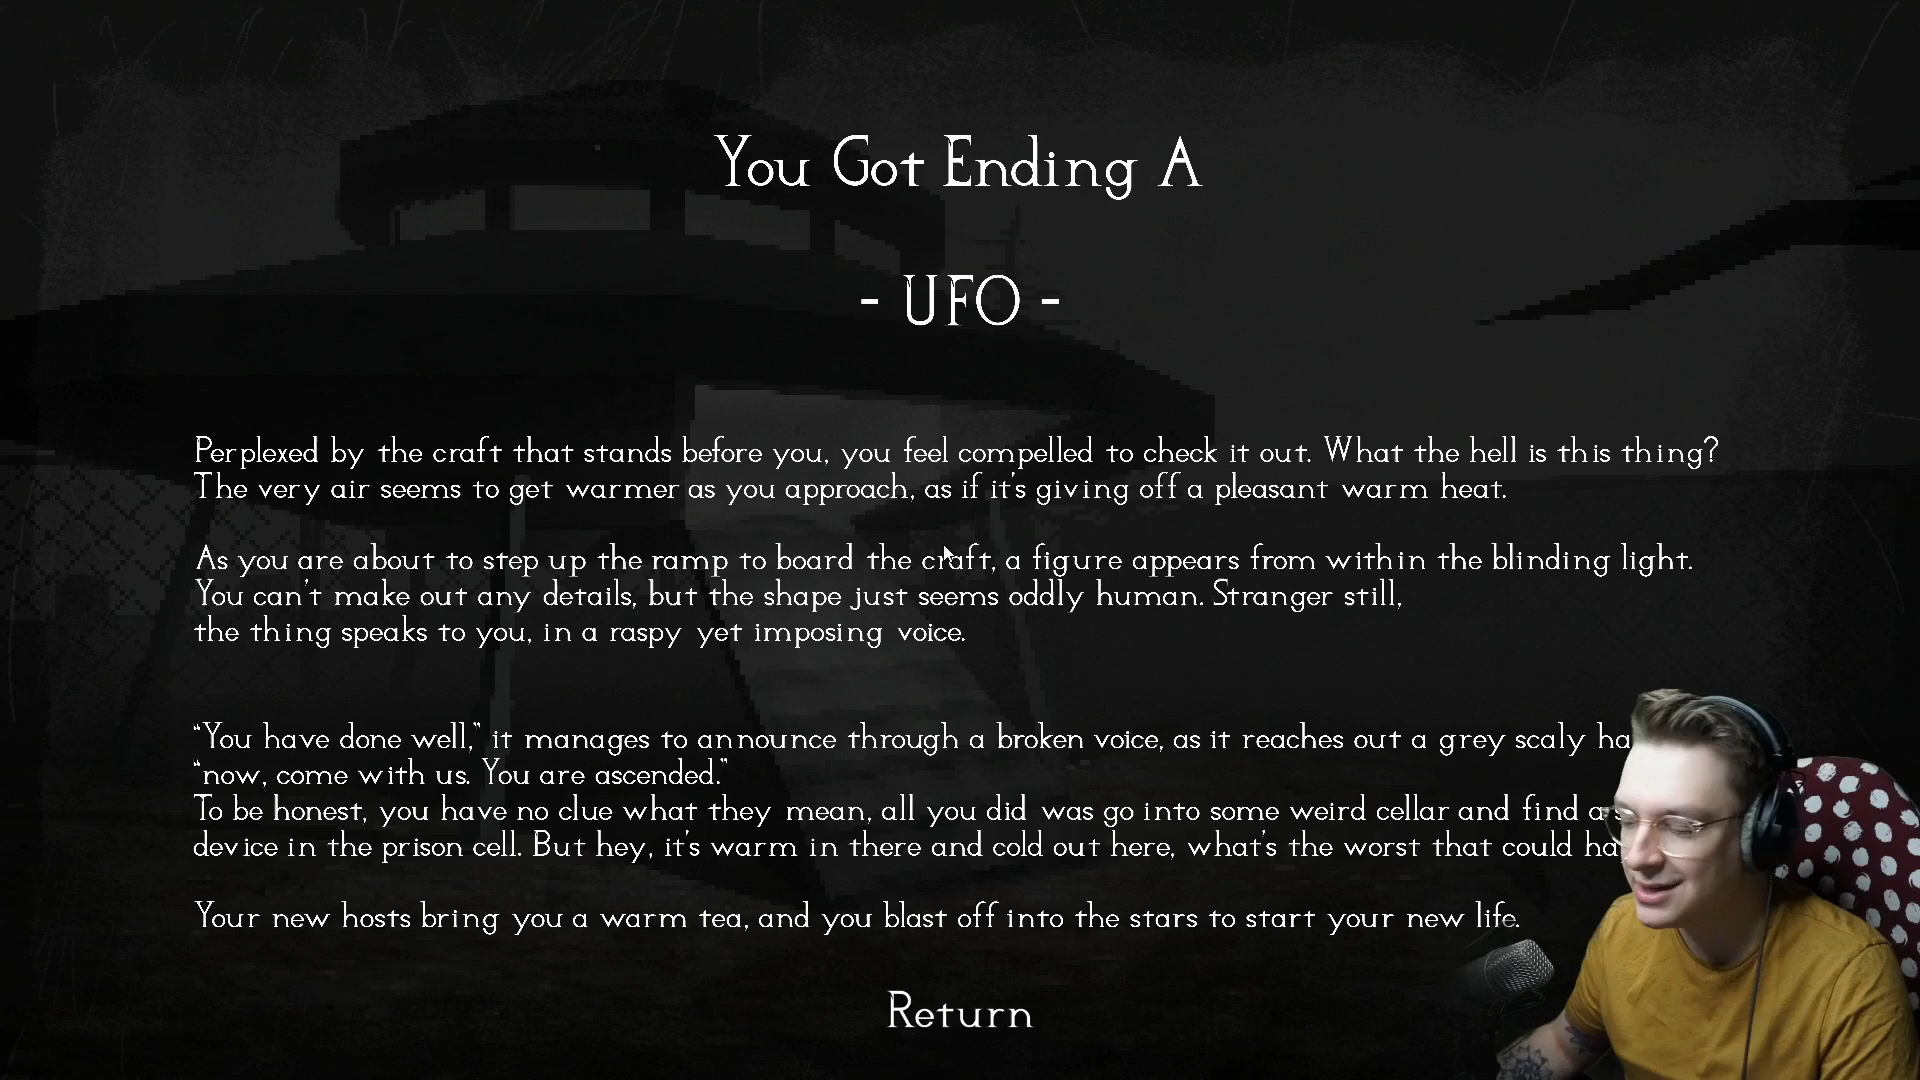 You Got Ending A
- UFO -
Perplexed by the craft that stands before you, you feel compelled to check it out. What the hell is this thing?
The very air seems to get warmer as you approach, as if it's giving off a pleasant warm heat.
As you are about to step up the ramp to board the craft, a figure appears from within the blinding light.
You can't make out any details, but the shape just seems oddly human. Stranger still,
the thing speaks to you, in a raspy yet imposing voice.
“You have done well,” it manages to announce through a broken voice, as it reaches out a grey scaly
“now, come with us. You are ascended.”
To be honest, you have no clue what they mean, all you did was go into some weird cellar and find a
device in the prison cell. But hey, it's warm in there and cold out here, what's the worst that could
Your new hosts bring you a warm tea, and you blast off into the stars to start your new life.
Return